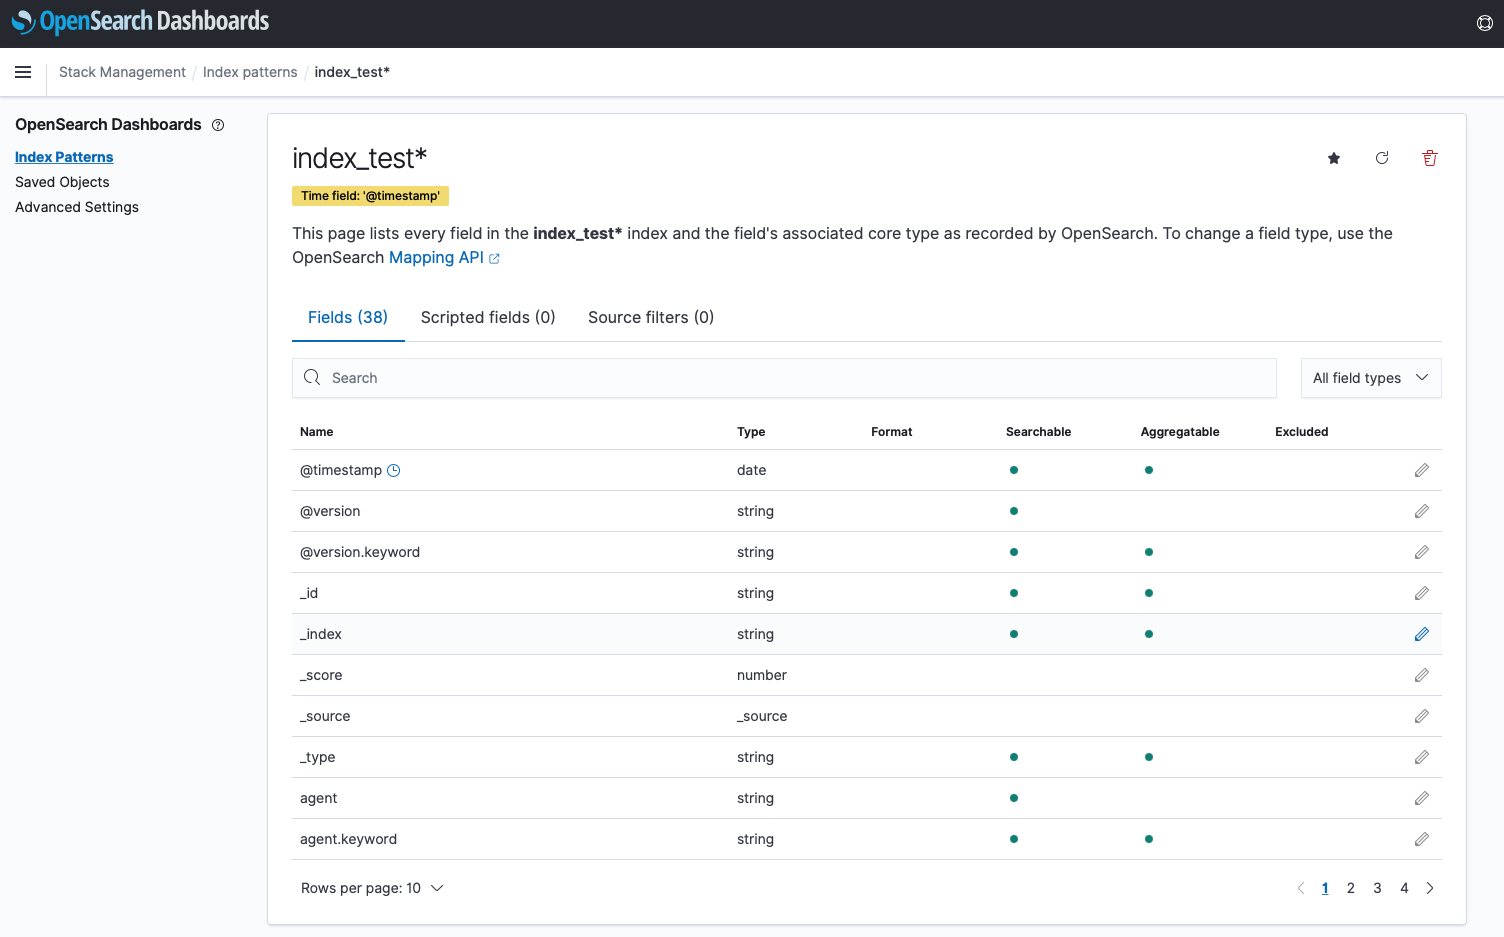 OpenSearch Dashboards
Stack Management / Index patterns / index_test*
OpenSearch Dashboards
Index Patterns
Saved Objects
Advanced Settings
index_test*
Time field: '@timestamp'
This page lists every field in the index_test* index and the field's associated core type as recorded by OpenSearch. To change a field type, use the
OpenSearch Mapping API
Fields (38) Scripted fields (0) Source filters (0)
Search All field types
Name Type Format Searchable Aggregatable Excluded
@timestamp date
@version string
@version.keyword string
_id string
_index string
_score number
_source _source
_type string
agent string
agent.keyword string
Rows per page: 10 1 2 3 4